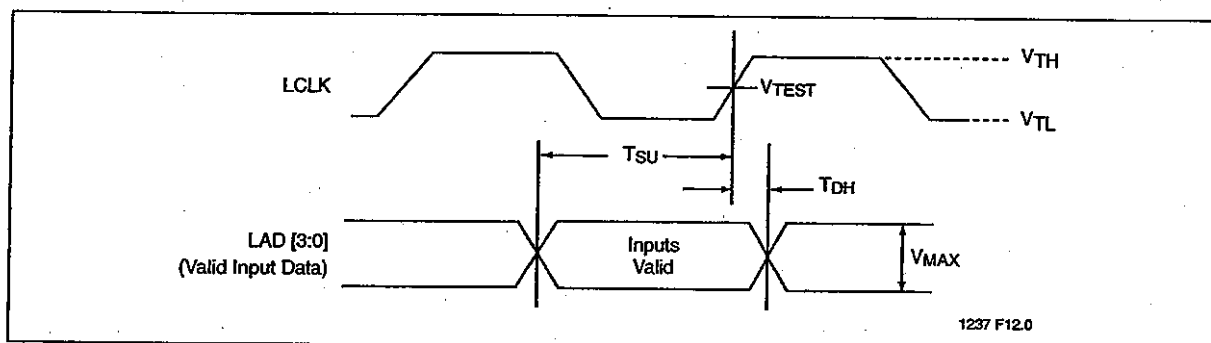 LCLK
VTH
VTEST
VTL
TSU
TDH
LAD [3:0]
(Valid Input Data)
Inputs
Valid
VMAX
1237 F12.0